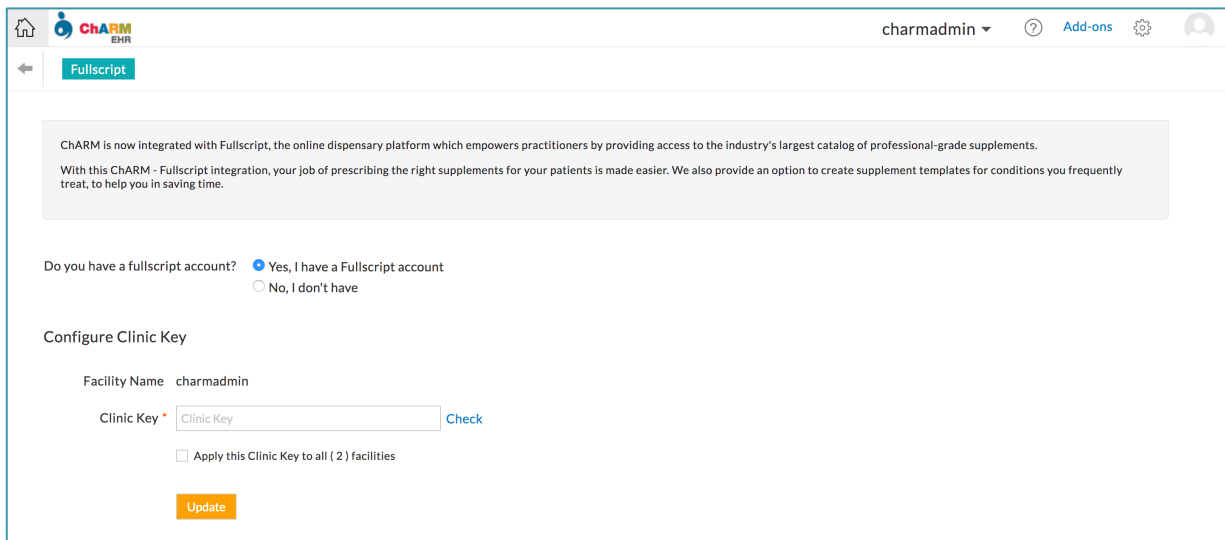 ChARM
EHR
charmadmin
?
Add-ons
Fullscript
ChARM is now integrated with Fullscript, the online dispensary platform which empowers practitioners by providing access to the industry's largest catalog of professional-grade supplements.
With this ChARM - Fullscript integration, your job of prescribing the right supplements for your patients is made easier. We also provide an option to create supplement templates for conditions you frequently
treat, to help you in saving time.
Do you have a fullscript account? Yes, I have a Fullscript account
No, I don't have
Configure Clinic Key
Facility Name charmadmin
Clinic Key * Clinic Key Check
Apply this Clinic Key to all ( 2 ) facilities
Update